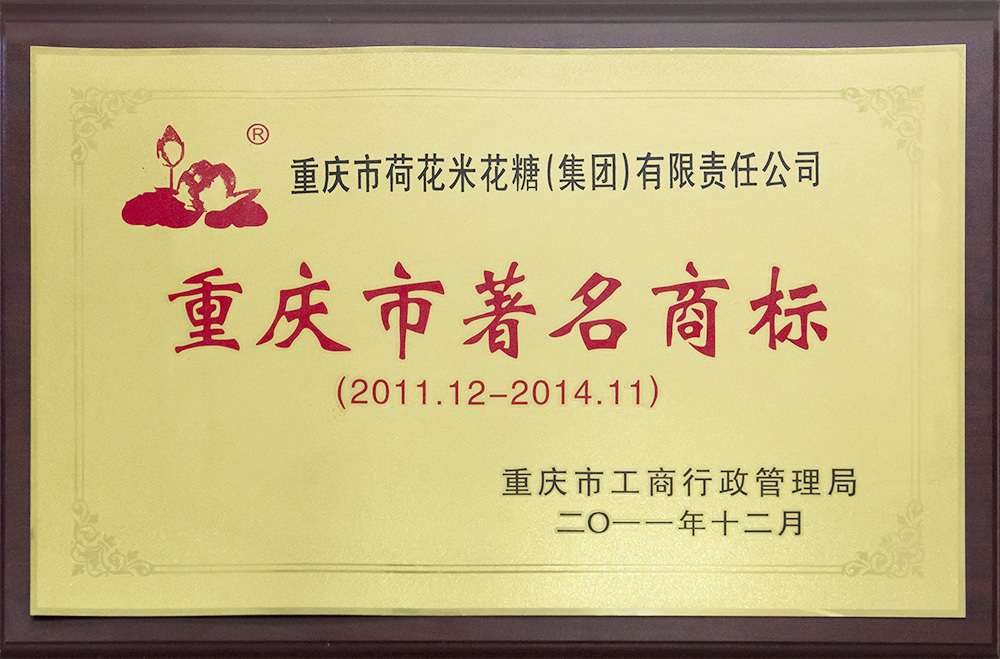 ®
重庆市荷花米花糖(集团)有限责任公司
重庆市著名商标
(2011.12-2014.11)
重庆市工商行政管理局
二〇一一年十二月